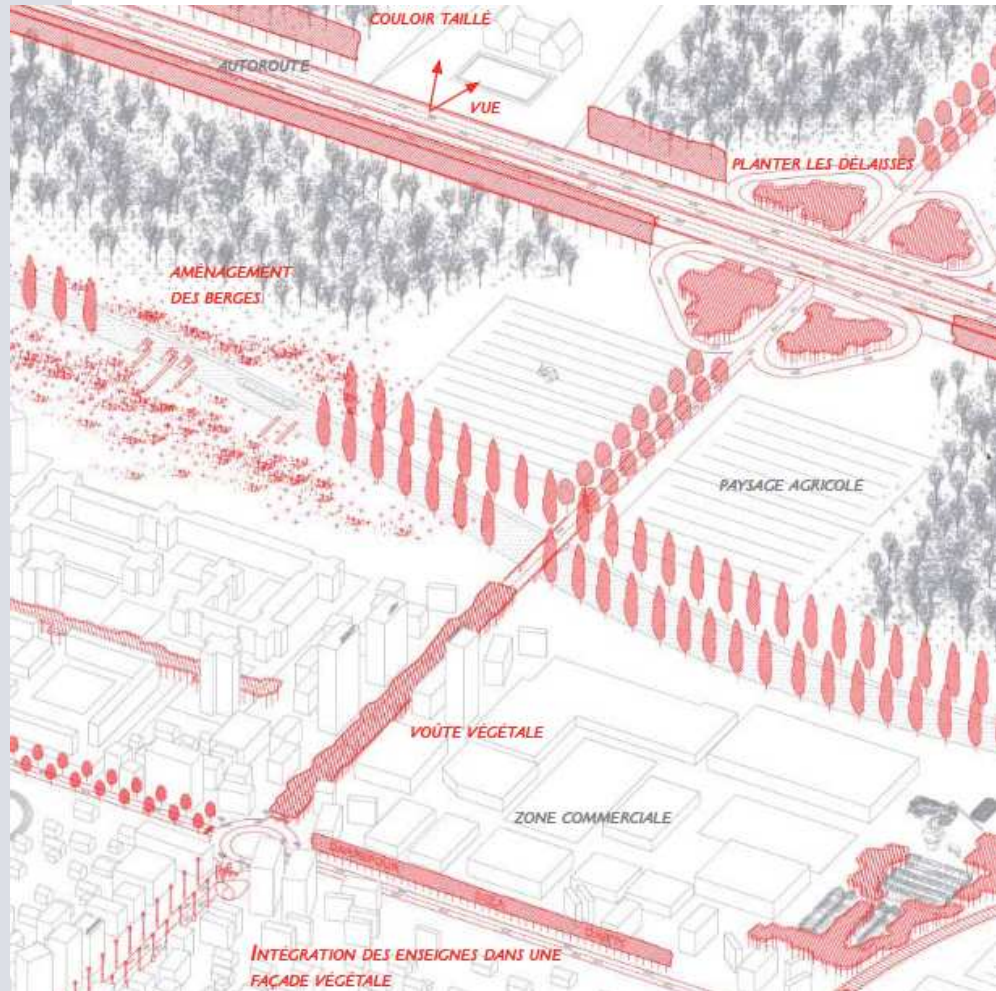 COULOIR TAILLÉ
AUTOROUTE
VUE
PLANTER LES DÉLAISSÉS
AMÉNAGEMENT
DES BERGES
PAYSAGE AGRICOLE
VOÛTE VÉGÉTALE
ZONE COMMERCIALE
INTÉGRATION DES ENSEIGNES DANS UNE
FAÇADE VÉGÉTALE